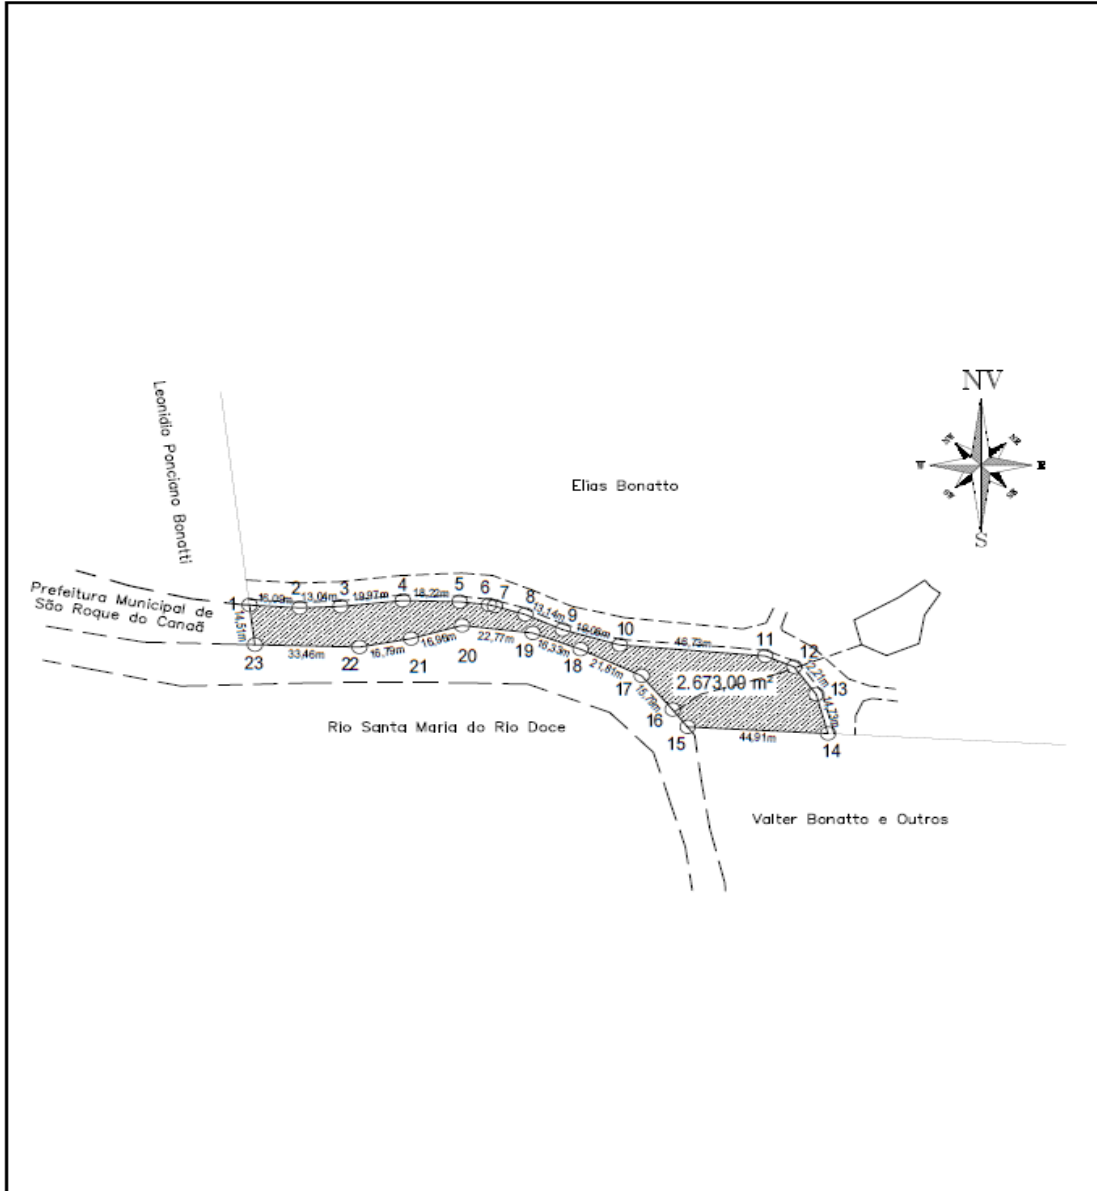 NV
NE
W
E
S
Leonidia Ponciano Bonatti
Elias Bonatto
Prefeitura Municipal de
São Roque do Canaã
1
2
3
4
5
6
7
8
9
10
11
12
13
14
15
16
17
18
19
20
21
22
23
16,09m
13,04m
19,97m
18,22m
13,14m
19,06m
46,73m
14,73m
44,91m
15,79m
21,81m
16,33m
22,77m
16,96m
16,79m
33,46m
14,51m
2.673,00 m²
Rio Santa Maria do Rio Doce
Valter Bonatto e Outros